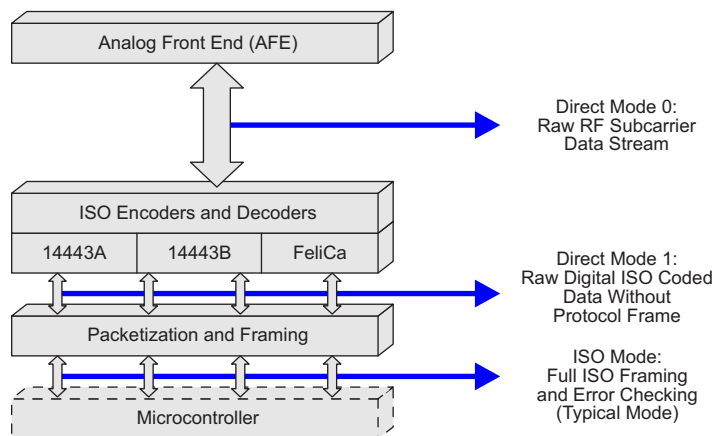 Analog Front End (AFE)
Direct Mode 0:
Raw RF Subcarrier
Data Stream
ISO Encoders and Decoders
14443A 14443B FeliCa
Direct Mode 1:
Raw Digital ISO Coded
Data Without
Protocol Frame
Packetization and Framing
ISO Mode:
Full ISO Framing
and Error Checking
(Typical Mode)
Microcontroller